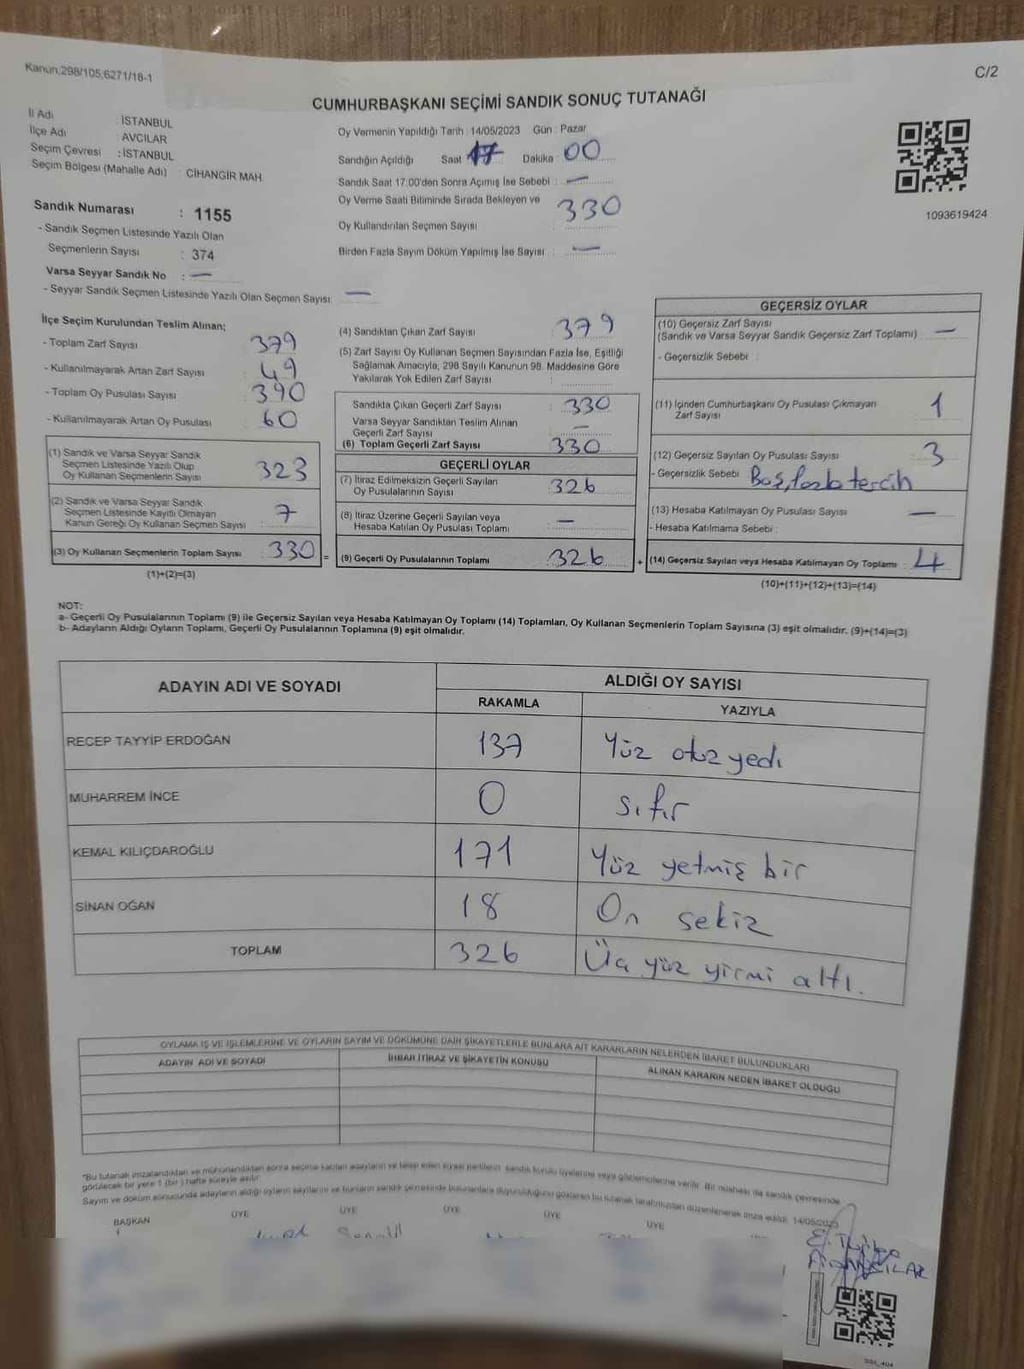 Kanun;298/105;6271/18-1
C/2
CUMHURBAŞKANI SEÇİMİ SANDIK SONUÇ TUTANAĞI
İl Adı : İSTANBUL
İlçe Adı : AVCILAR
Seçim Çevresi : İSTANBUL
Seçim Bölgesi (Mahalle Adı) : CİHANGİR MAH.
Sandık Numarası : 1155
- Sandık Seçmen Listesinde Yazılı Olan
Seçmenlerin Sayısı : 374
Varsa Seyyar Sandık No : —
- Seyyar Sandık Seçmen Listesinde Yazılı Olan Seçmen Sayısı: —
Oy Vermenin Yapıldığı Tarih : 14/05/2023 Gün : Pazar
Sandığın Açıldığı Saat 17 Dakika : 00
Sandık Saat 17:00'den Sonra Açımış İse Sebebi : —
Oy Verme Saati Bitiminde Sırada Bekleyen ve
Oy Kullandırılan Seçmen Sayısı : 330
Birden Fazla Sayım Döküm Yapılmış İse Sayısı : —
1093619424
İlçe Seçim Kurulundan Teslim Alınan;
- Toplam Zarf Sayısı 379
- Kullanılmayarak Artan Zarf Sayısı : 49
- Toplam Oy Pusulası Sayısı : 390
- Kullanılmayarak Artan Oy Pusulası : 60
(1) Sandık ve Varsa Seyyar Sandık
Seçmen Listesinde Yazılı Olup
Oy Kullanan Seçmenlerin Sayısı 323
(2) Sandık ve Varsa Seyyar Sandık
Seçmen Listesinde Kayıtlı Olmayan
Kanun Gereği Oy Kullanan Seçmen Sayısı : 7
(3) Oy Kullanan Seçmenlerin Toplam Sayısı : 330
(1)+(2)=(3)
(4) Sandıktan Çıkan Zarf Sayısı : 379
(5) Zarf Sayısı Oy Kullanan Seçmen Sayısından Fazla İse, Eşitliği
Sağlamak Amacıyla, 298 Sayılı Kanunun 98. Maddesine Göre
Yakılarak Yok Edilen Zarf Sayısı :
Sandıkta Çıkan Geçerli Zarf Sayısı : 330
Varsa Seyyar Sandıktan Teslim Alınan
Geçerli Zarf Sayısı : —
(6) Toplam Geçerli Zarf Sayısı : 330
GEÇERLİ OYLAR
(7) İtiraz Edilmeksizin Geçerli Sayılan
Oy Pusulalarının Sayısı : 326
(8) İtiraz Üzerine Geçerli Sayılan veya
Hesaba Katılan Oy Pusulası Toplamı : —
= (9) Geçerli Oy Pusulalarının Toplamı 326 +
GEÇERSİZ OYLAR
(10) Geçersiz Zarf Sayısı
(Sandık ve Varsa Seyyar Sandık Geçersiz Zarf Toplamı) : —
- Geçersizlik Sebebi :
(11) İçinden Cumhurbaşkanı Oy Pusulası Çıkmayan
Zarf Sayısı : 1
(12) Geçersiz Sayılan Oy Pusulası Sayısı : 3
- Geçersizlik Sebebi : Boş, fazla tercih
(13) Hesaba Katılmayan Oy Pusulası Sayısı : —
- Hesaba Katılmama Sebebi :
(14) Geçersiz Sayılan veya Hesaba Katılmayan Oy Toplamı : 4
(10)+(11)+(12)+(13)=(14)
NOT:
a- Geçerli Oy Pusulalarının Toplamı (9) ile Geçersiz Sayılan veya Hesaba Katılmayan Oy Toplamı (14) Toplamları, Oy Kullanan Seçmenlerin Toplam Sayısına (3) eşit olmalıdır. (9)+(14)=(3)
b- Adayların Aldığı Oyların Toplamı, Geçerli Oy Pusulalarının Toplamına (9) eşit olmalıdır.
ADAYIN ADI VE SOYADI ALDIĞI OY SAYISI
RAKAMLA YAZIYLA
RECEP TAYYİP ERDOĞAN 137 Yüz otuz yedi
MUHARREM İNCE 0 sıfır
KEMAL KILIÇDAROĞLU 171 Yüz yetmiş bir
SİNAN OĞAN 18 On sekiz
TOPLAM 326 Üç yüz yirmi altı.
OYLAMA İŞ VE İŞLEMLERİNE VE OYLARIN SAYIM VE DÖKÜMÜNE DAİR ŞİKAYETLERLE BUNLARA AİT KARARLARIN NELERDEN İBARET BULUNDUKLARI
ADAYIN ADI VE SOYADI İHBAR İTİRAZ VE ŞİKAYETİN KONUSU ALINAN KARARIN NEDEN İBARET OLDUĞU
*Bu tutanak imzalandıktan ve mühürlendikten sonra seçime katılan adayların ve talep eden siyasi partilerin sandık kurulu üyelerine veya gözlemcilerine verilir. Bir nüshası da sandık çevresinde
görülecek bir yere 1 (bir) hafta süreyle asılır.
Sayım ve döküm sonucunda adayların aldığı oyların sayılarını ve bunların sandık çevresinde bulunanlara duyurulduğunu gösteren bu tutanak tarafımızdan düzenlenerek imza edildi. 14/05/2023
BAŞKAN ÜYE ÜYE ÜYE ÜYE ÜYE